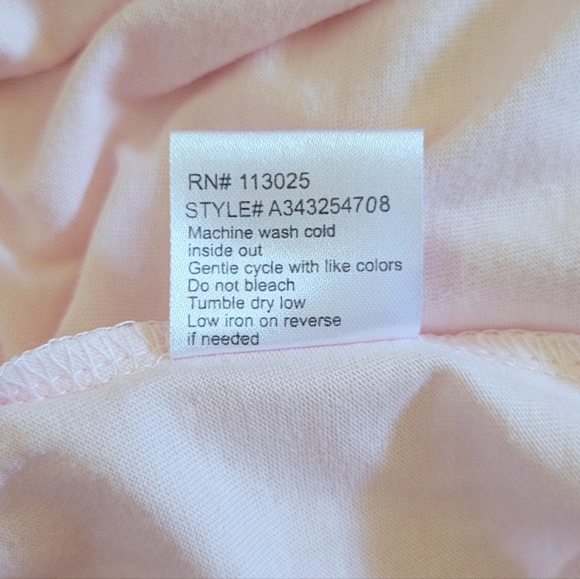 RN# 113025
STYLE# A343254708
Machine wash cold
inside out
Gentle cycle with like colors
Do not bleach
Tumble dry low
Low iron on reverse
if needed